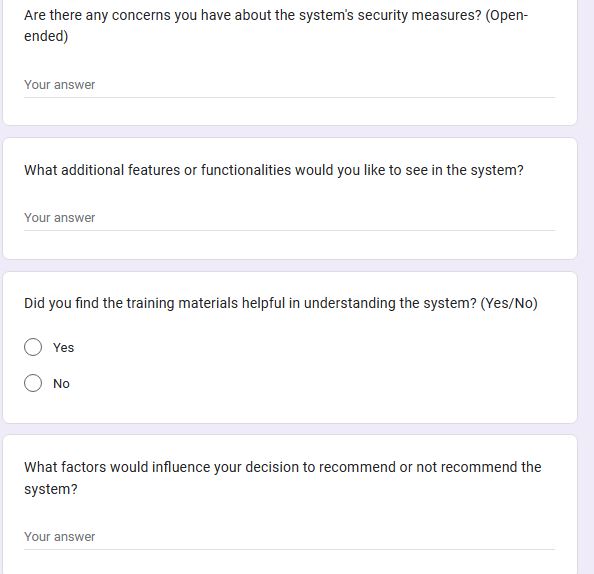 Are there any concerns you have about the system's security measures? (Open-
ended)
Your answer
What additional features or functionalities would you like to see in the system?
Your answer
Did you find the training materials helpful in understanding the system? (Yes/No)
Yes
No
What factors would influence your decision to recommend or not recommend the
system?
Your answer